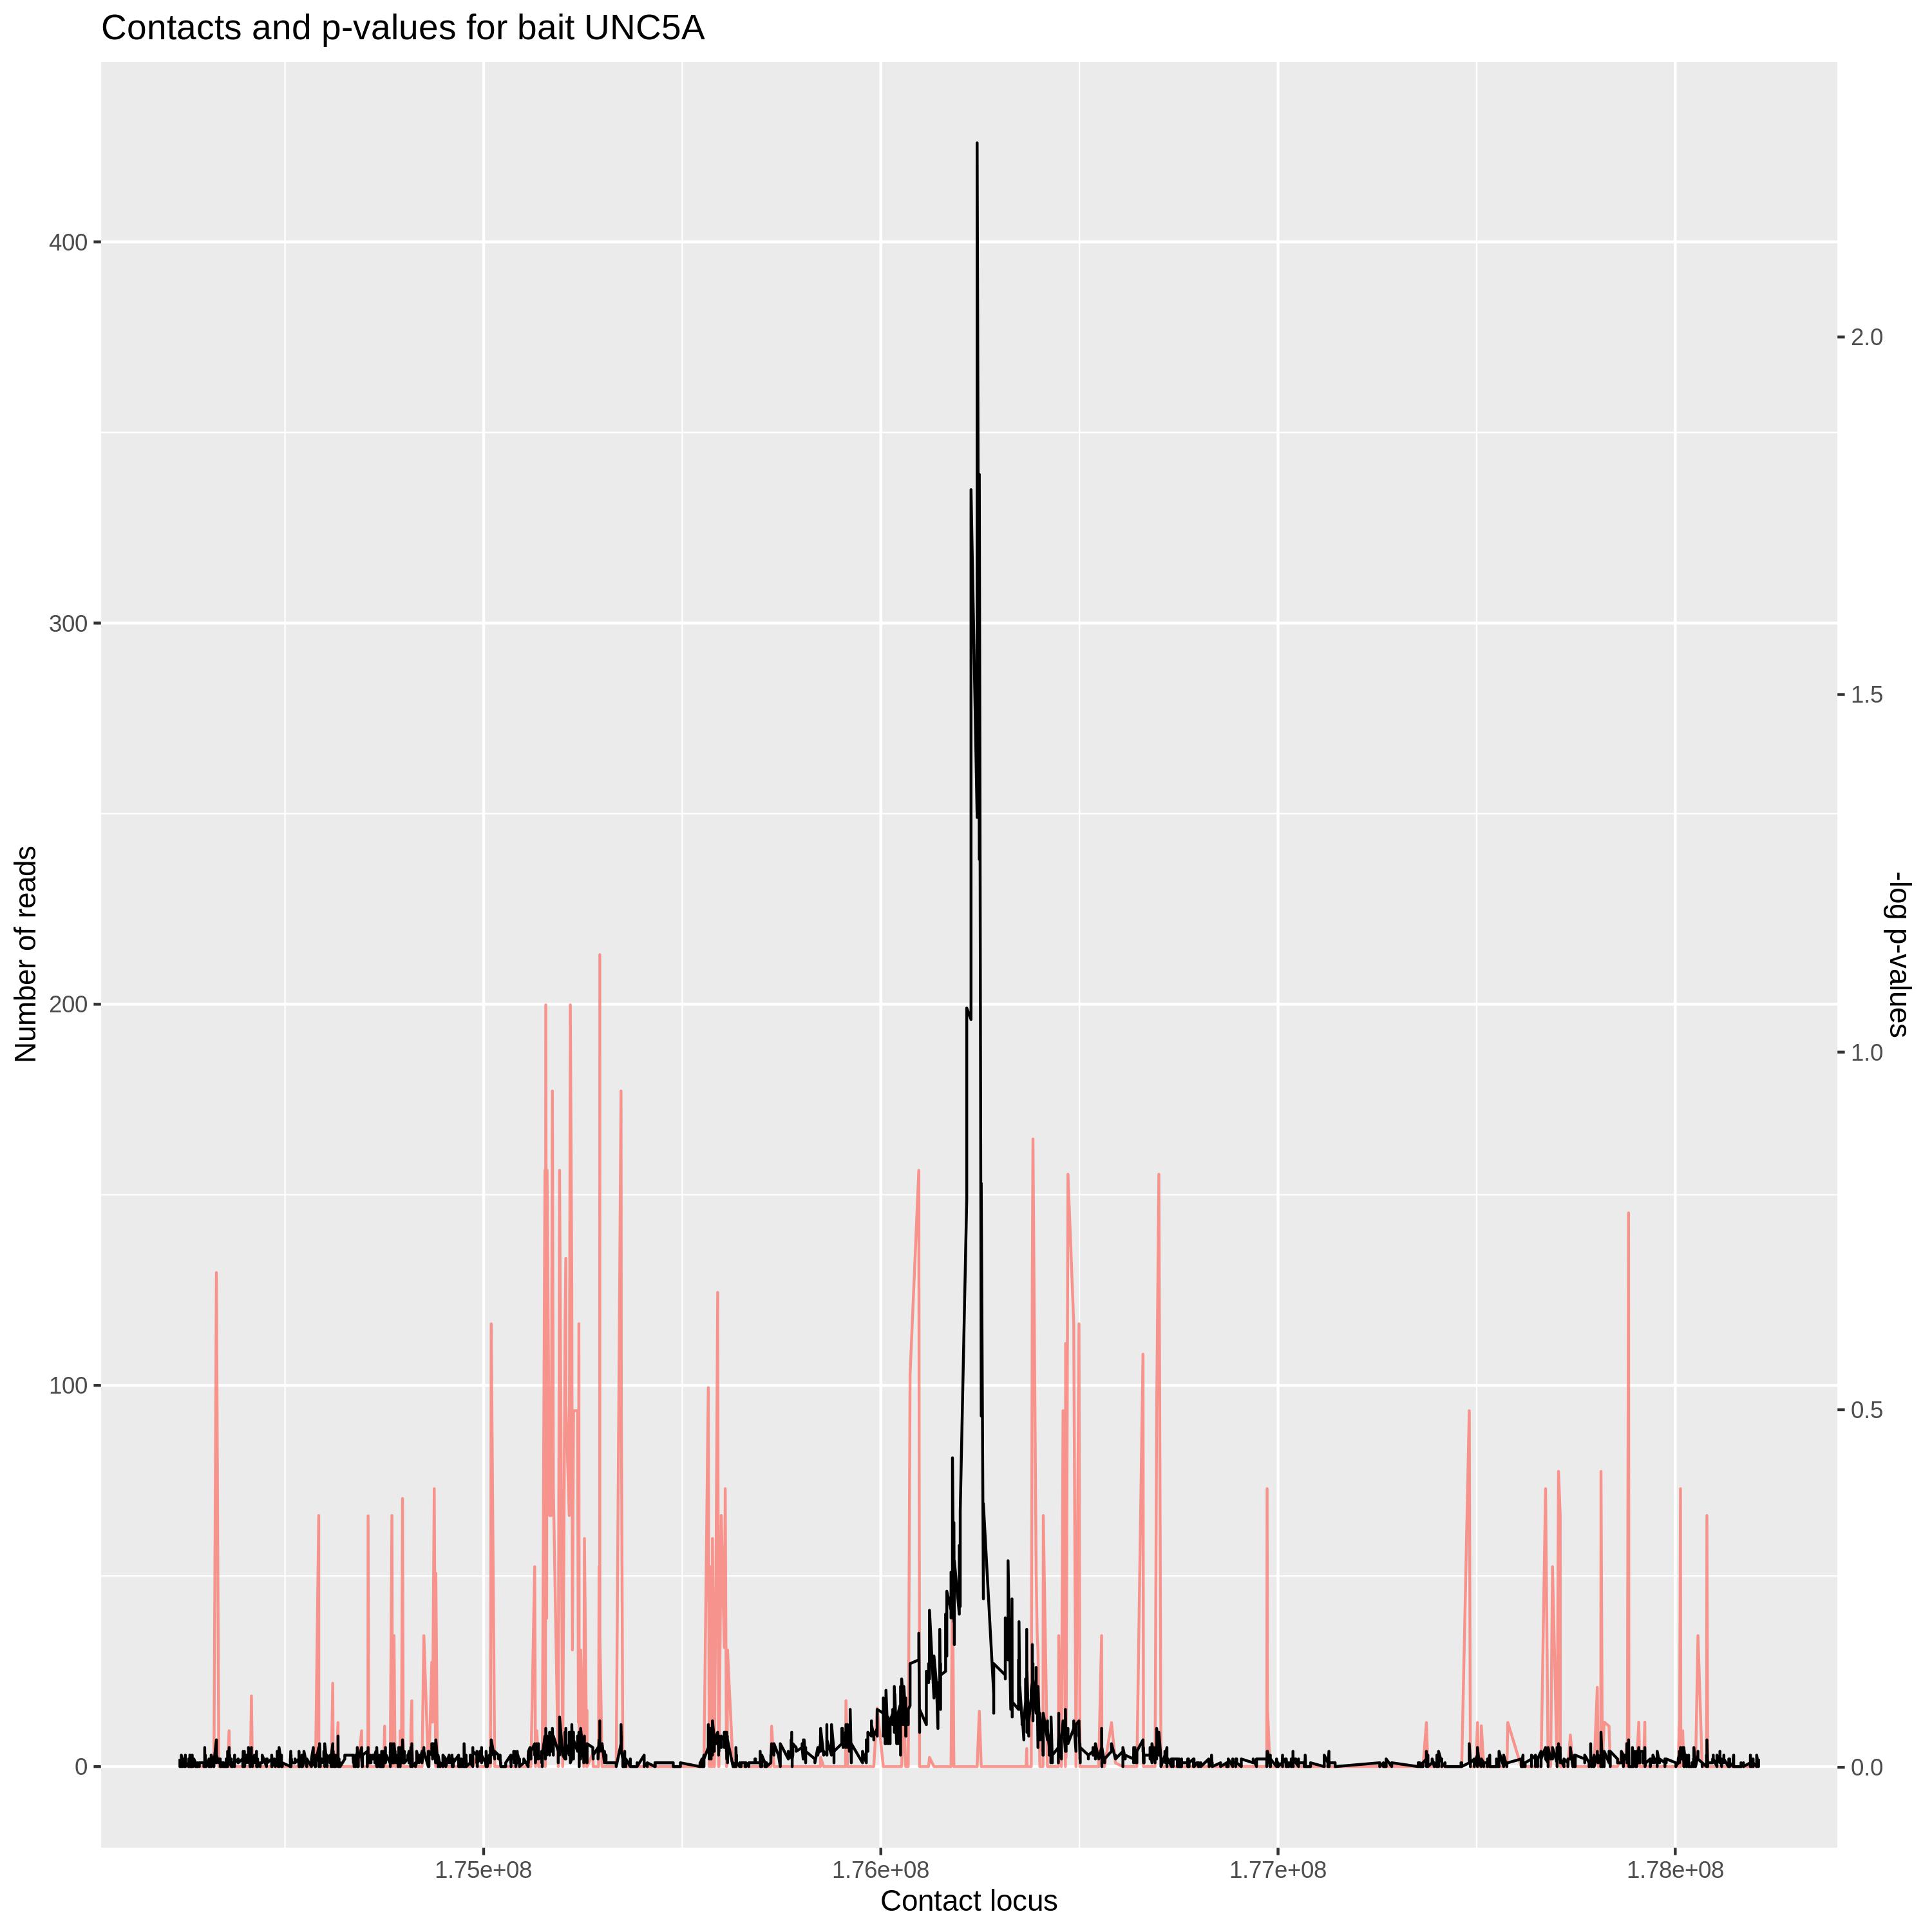 Contacts and p-values for bait UNC5A
Number of reads
400
300
200
100
0
2.0
1.5
1.0
0.5
0.0
-log p-values
1.75e+08
1.76e+08
1.77e+08
1.78e+08
Contact locus